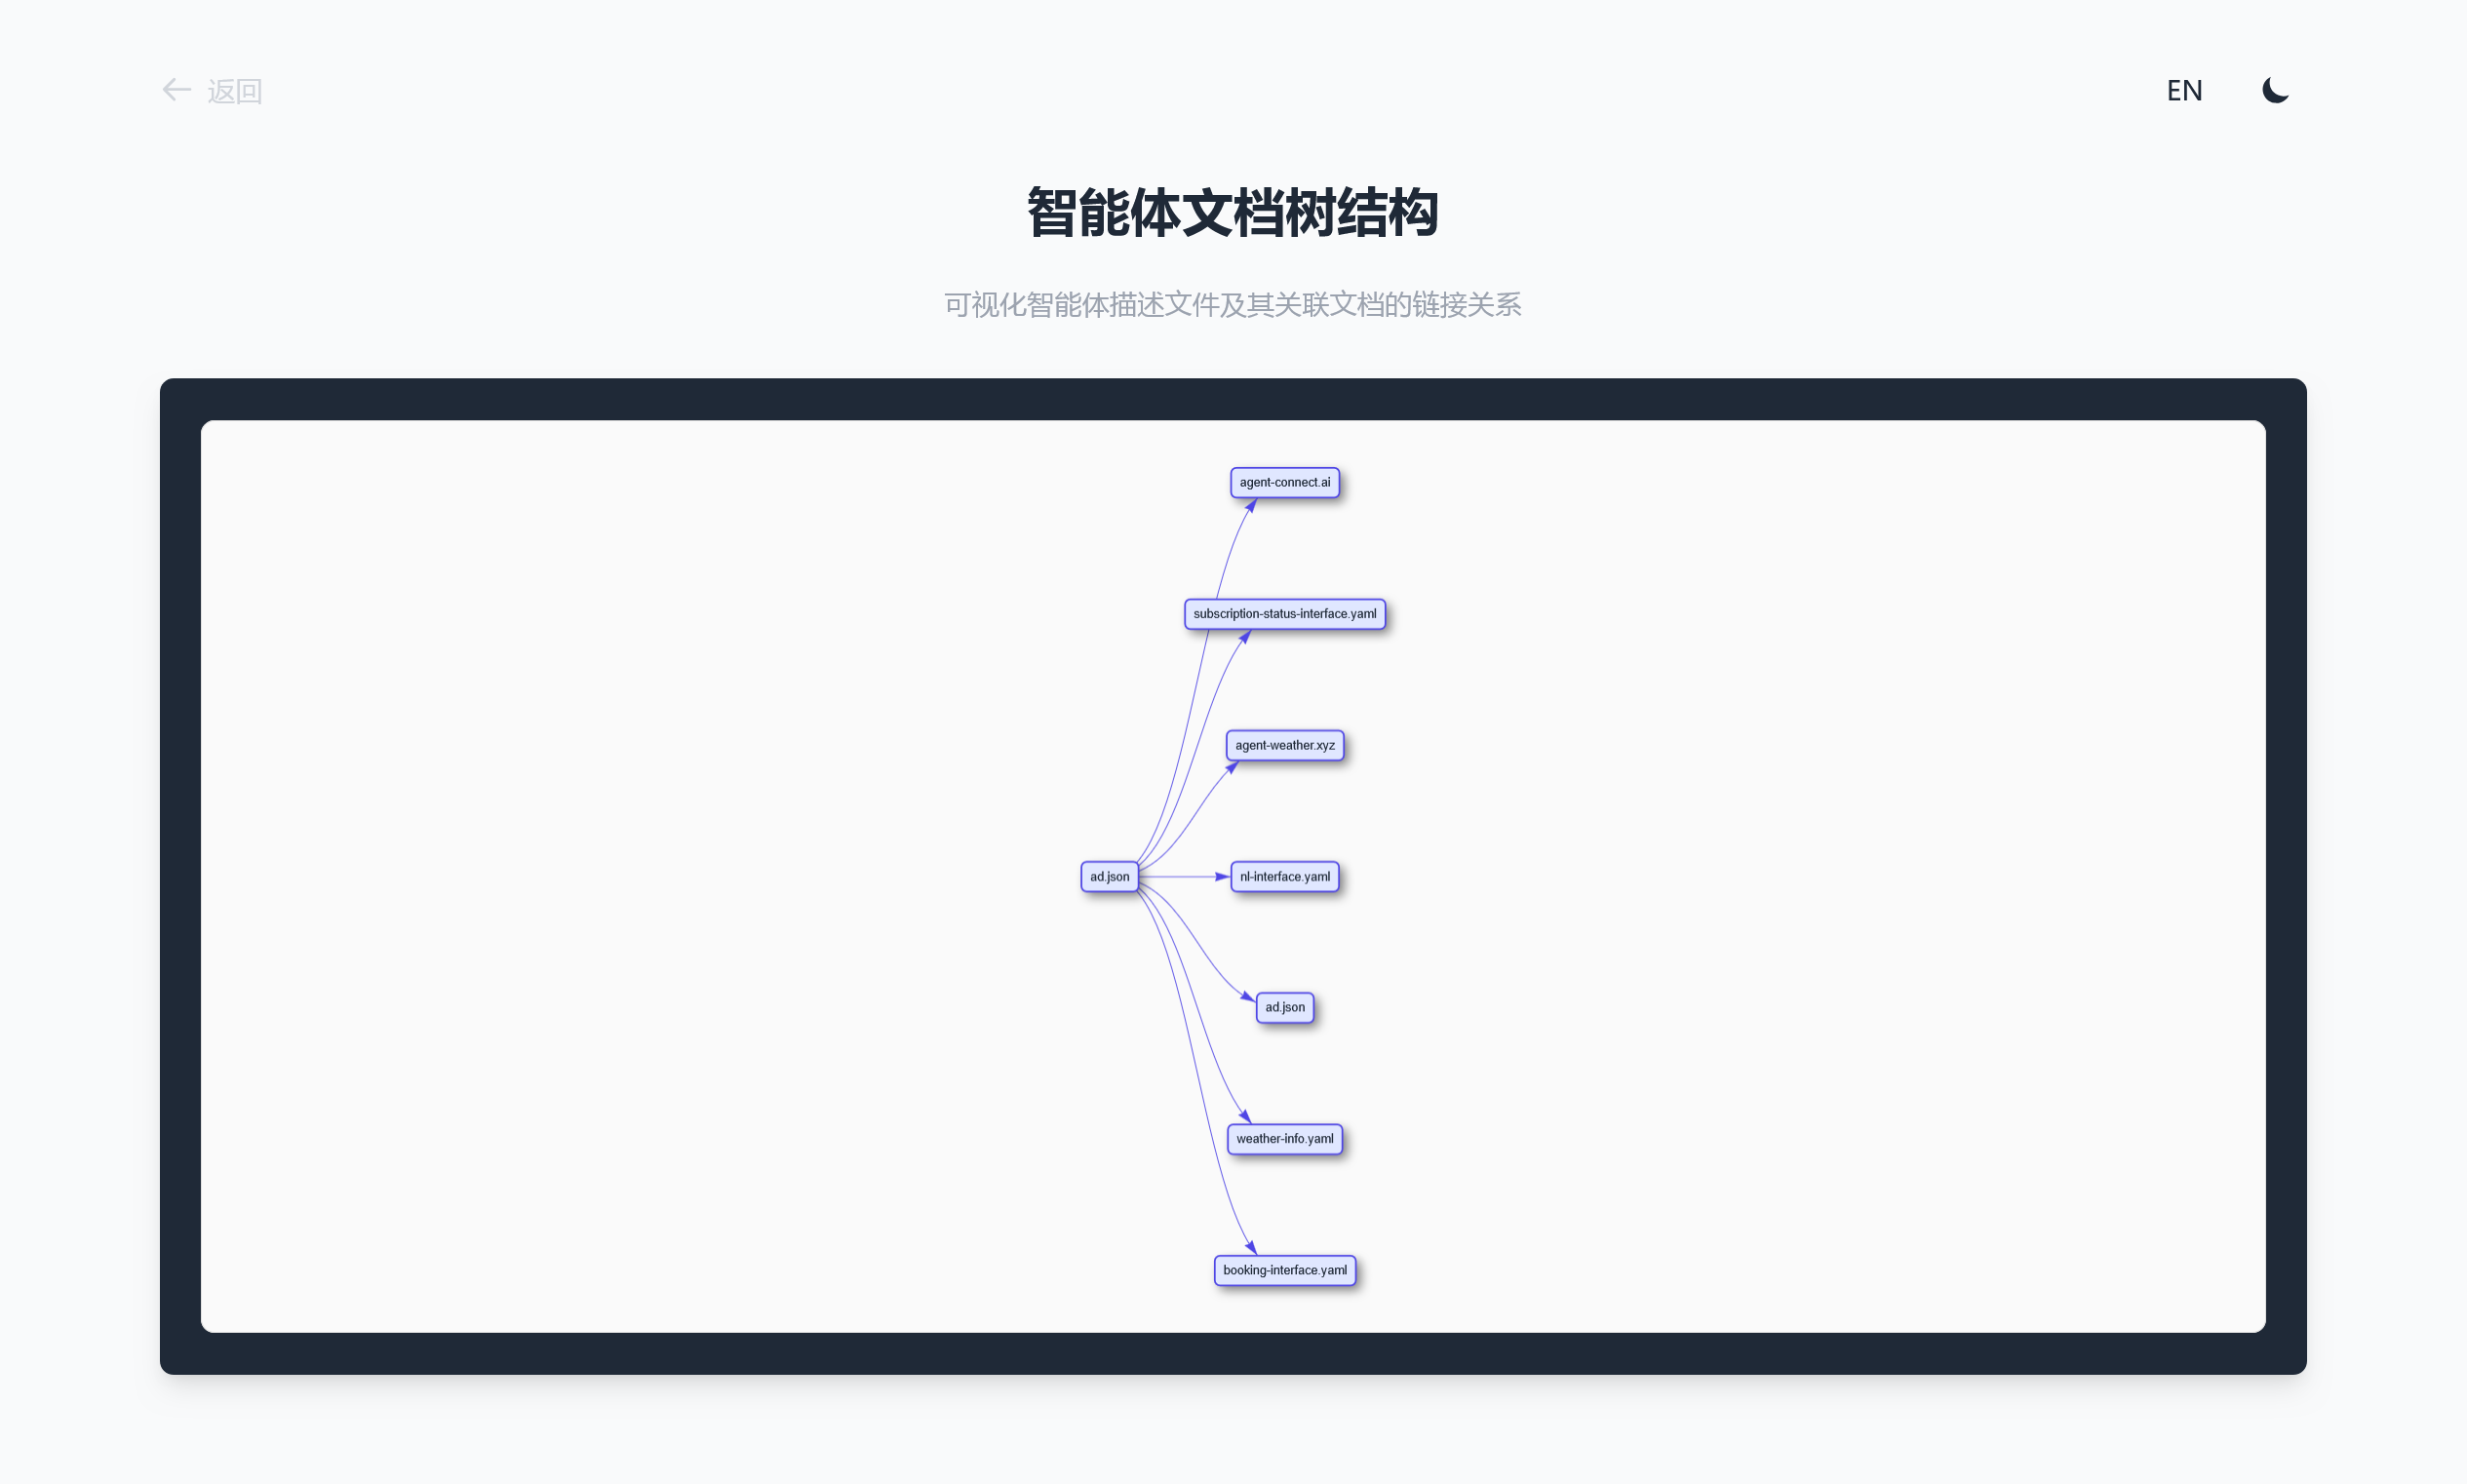 返回
EN
智能体文档树结构
可视化智能体描述文件及其关联文档的链接关系
agent-connect.ai
subscription-status-interface.yaml
agent-weather.xyz
ad.json
nl-interface.yaml
ad.json
weather-info.yaml
booking-interface.yaml